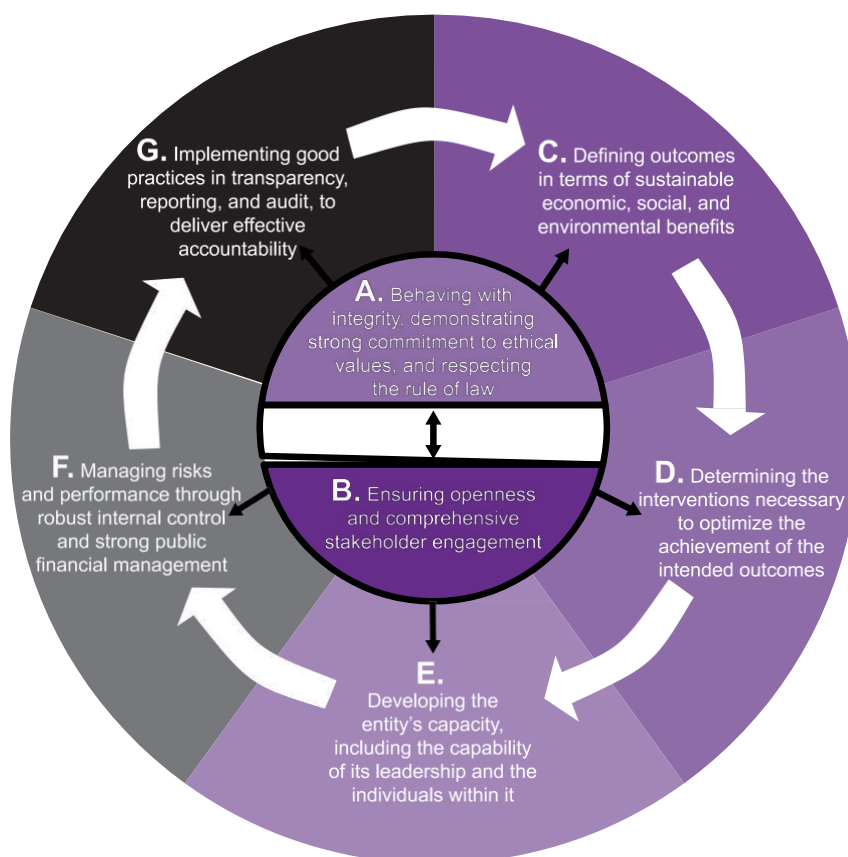 G. Implementing good
practices in transparency,
reporting, and audit, to
deliver effective
accountability
C. Defining outcomes
in terms of sustainable
economic, social, and
environmental benefits
A. Behaving with
integrity, demonstrating
strong commitment to ethical
values, and respecting
the rule of law
F. Managing risks
and performance through
robust internal control
and strong public
financial management
B. Ensuring openness
and comprehensive
stakeholder engagement
D. Determining the
interventions necessary
to optimize the
achievement of the
intended outcomes
E.
Developing the
entity’s capacity,
including the capability
of its leadership and the
individuals within it